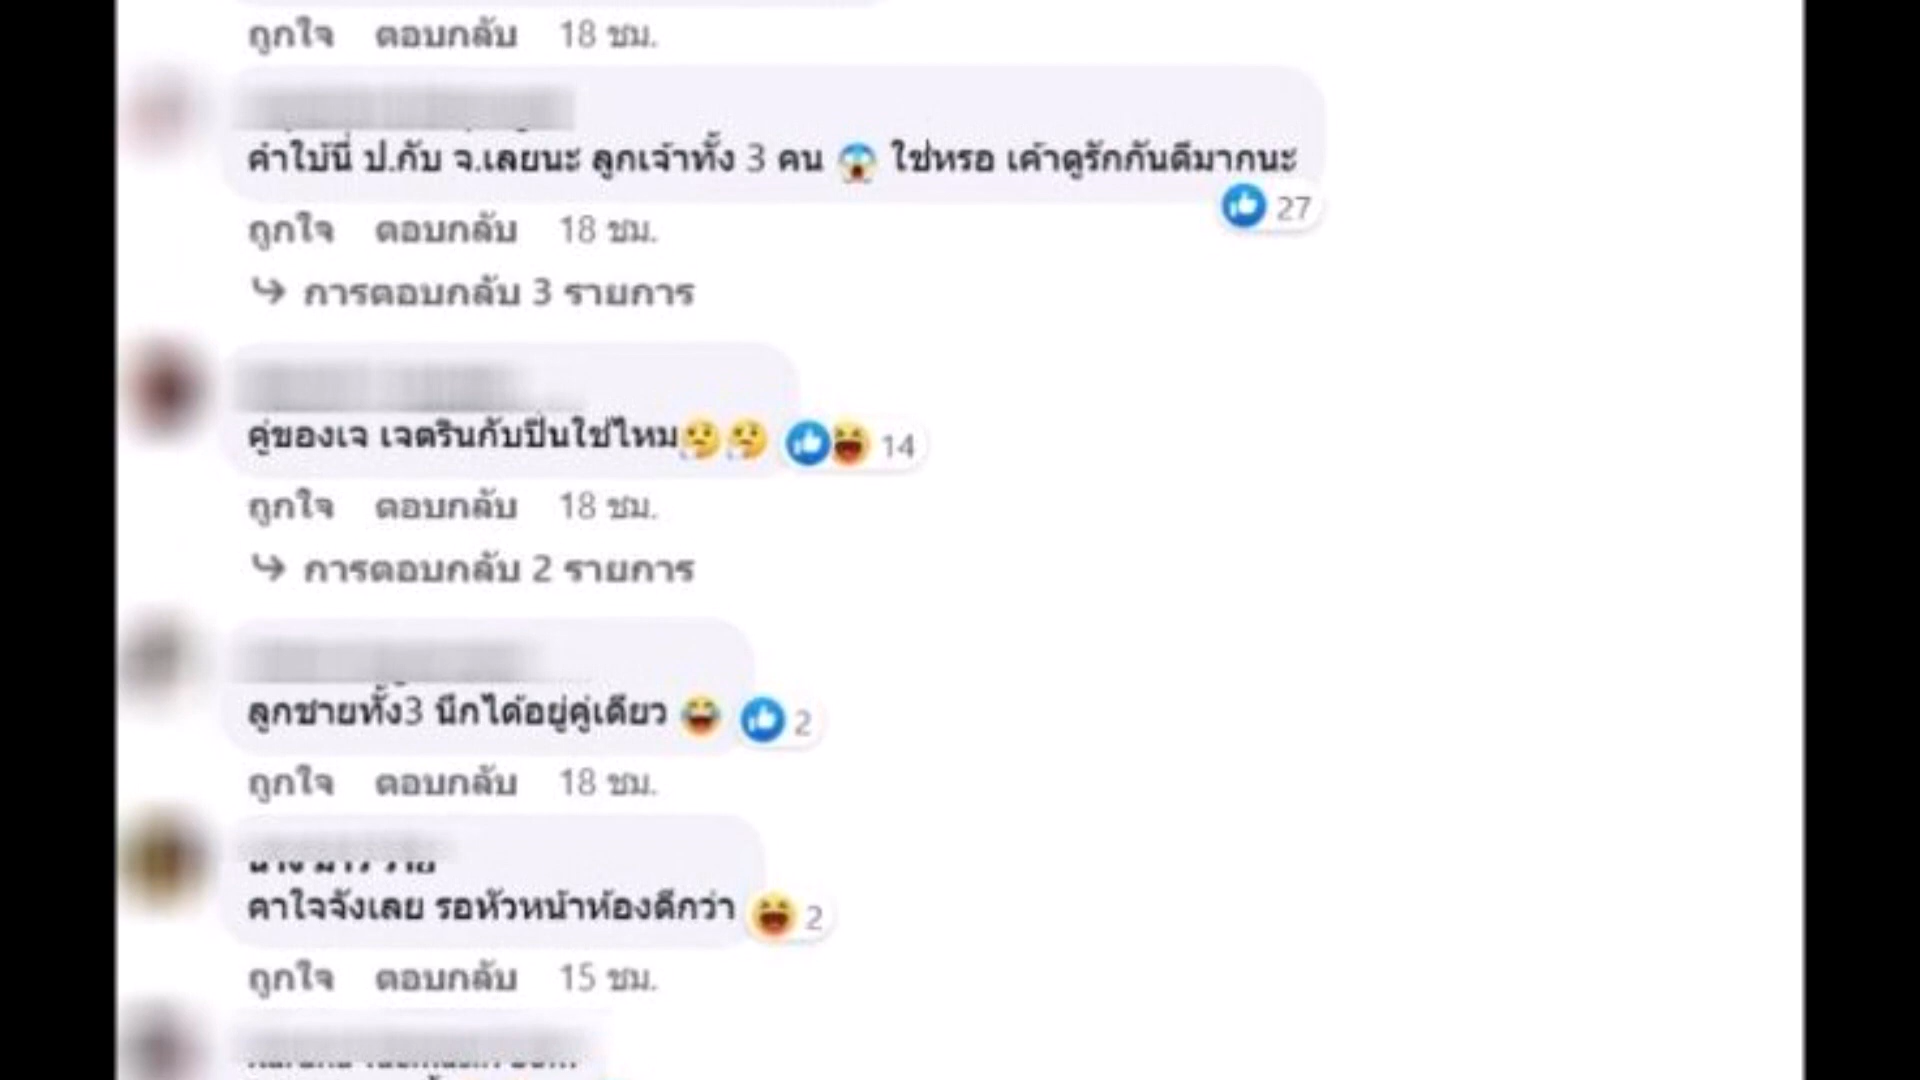 ถูกใจ ตอบกลับ 18 ชม.
คำใบ้นี่ ป.กับ จ.เลยนะ ลูกเจ้าทั้ง 3 คน 😱 ใช่หรอ เค้าดูรักกันดีมากนะ
27
ถูกใจ ตอบกลับ 18 ชม.
การตอบกลับ 3 รายการ
คู่ของเจ เจตรินกับปิ่นใช่ไหม🤔🤔 14
ถูกใจ ตอบกลับ 18 ชม.
การตอบกลับ 2 รายการ
ลูกชายทั้ง3 นึกได้อยู่คู่เดียว 😂 2
ถูกใจ ตอบกลับ 18 ชม.
คาใจจังเลย รอหัวหน้าห้องดีกว่า 2
ถูกใจ ตอบกลับ 15 ชม.